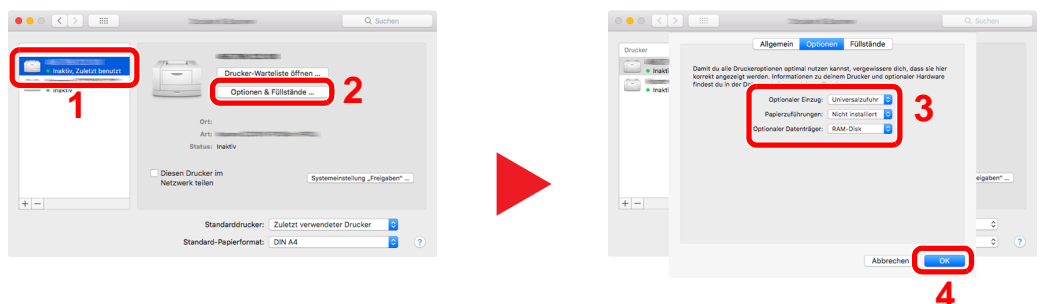 Suchen
Inaktiv, Zuletzt benutzt
Inaktiv
1
Drucker-Warteliste öffnen ...
Optionen & Füllstände ...
2
Ort:
Art:
Status: Inaktiv
Diesen Drucker im
Netzwerk teilen
Systemeinstellung „Freigaben“ ...
+ −
Standarddrucker: Zuletzt verwendeter Drucker
Standard-Papierformat: DIN A4
?
Suchen
Drucker
Inakti
Inakti
Allgemein Optionen Füllstände
Damit du alle Druckeroptionen optimal nutzen kannst, vergewissere dich, dass sie hier
korrekt angezeigt werden. Informationen zu deinem Drucker und optionaler Hardware
findest du in der
Optionaler Einzug: Universalzufuhr
Papierzuführungen: Nicht installiert
Optionaler Datenträger: RAM-Disk
3
eigaben“ ...
+ −
?
Abbrechen OK
4